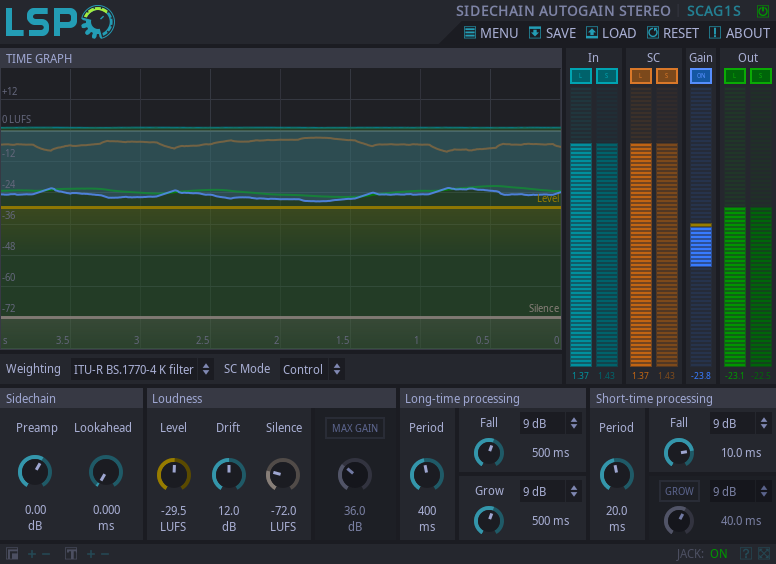 LSP
SIDECHAIN AUTOGAIN STEREO SCAG1S
MENU SAVE LOAD RESET ABOUT
TIME GRAPH
In SC Gain Out
L S L S ON L S
+12
0 LUFS
-12
-24
Level
-36
-48
-60
-72
Silence
s 3.5 3 2.5 2 1.5 1 0.5 0
1.37 1.43 1.37 1.43 -23.8 -23.1 -22.5
Weighting ITU-R BS.1770-4 K filter SC Mode Control
Sidechain Loudness Long-time processing Short-time processing
Preamp Lookahead Level Drift Silence MAX GAIN Period Fall 9 dB Period Fall 9 dB
500 ms 10.0 ms
Grow 9 dB GROW 9 dB
0.00 0.000 -29.5 12.0 -72.0 36.0 400 500 ms 20.0 40.0 ms
dB ms LUFS dB LUFS dB ms ms
T JACK: ON ?